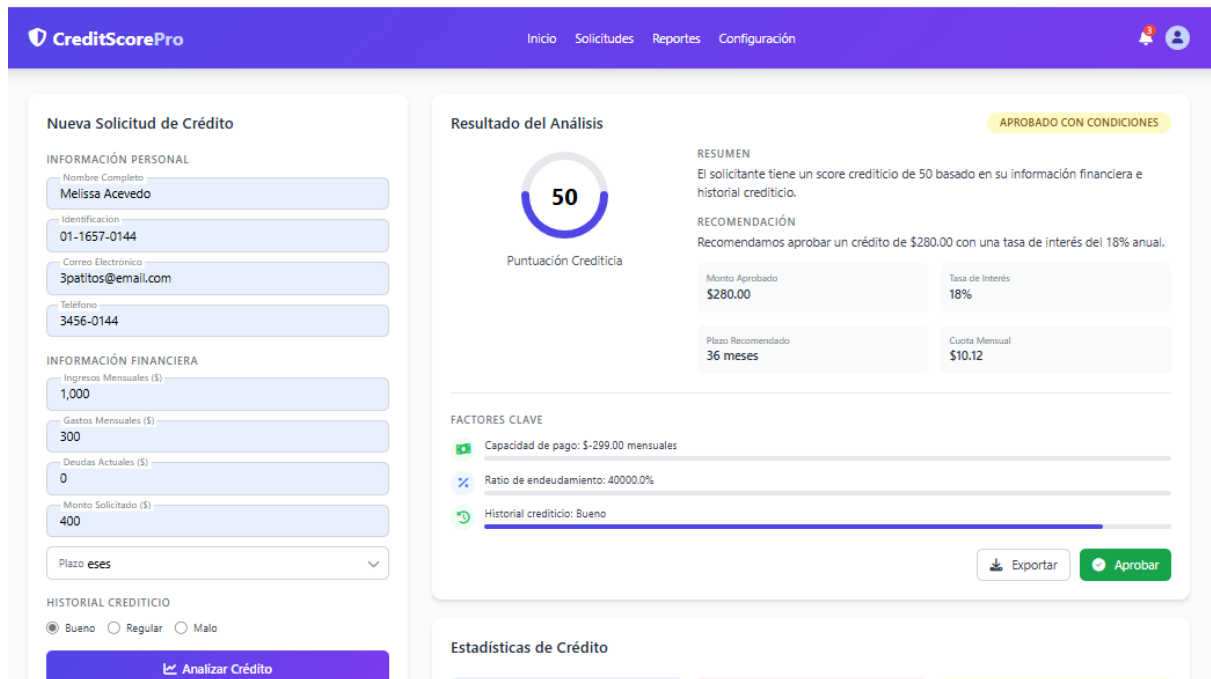 CreditScorePro
Inicio Solicitudes Reportes Configuración
3
Nueva Solicitud de Crédito
INFORMACIÓN PERSONAL
Nombre Completo
Melissa Acevedo
Identificación
01-1657-0144
Correo Electrónico
3patitos@email.com
Teléfono
3456-0144
INFORMACIÓN FINANCIERA
Ingresos Mensuales ($)
1,000
Gastos Mensuales ($)
300
Deudas Actuales ($)
0
Monto Solicitado ($)
400
Plazo eses
HISTORIAL CREDITICIO
Bueno Regular Malo
Analizar Crédito
Resultado del Análisis
APROBADO CON CONDICIONES
50
Puntuación Crediticia
RESUMEN
El solicitante tiene un score crediticio de 50 basado en su información financiera e
historial crediticio.
RECOMENDACIÓN
Recomendamos aprobar un crédito de $280.00 con una tasa de interés del 18% anual.
Monto Aprobado
$280.00
Tasa de Interés
18%
Plazo Recomendado
36 meses
Cuota Mensual
$10.12
FACTORES CLAVE
Capacidad de pago: $-299.00 mensuales
Ratio de endeudamiento: 40000.0%
Historial crediticio: Bueno
Exportar
Aprobar
Estadísticas de Crédito